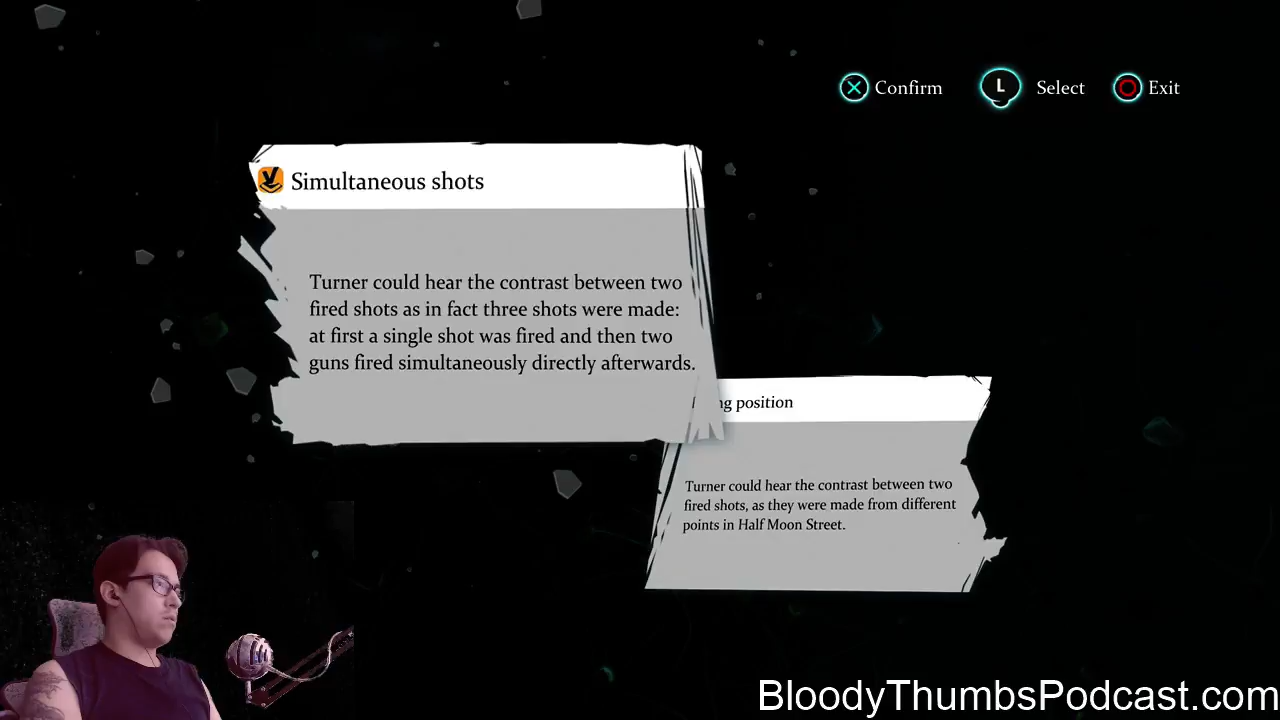 Confirm
L
Select
Exit
Simultaneous shots
Turner could hear the contrast between two
fired shots as in fact three shots were made:
at first a single shot was fired and then two
guns fired simultaneously directly afterwards.
position
Turner could hear the contrast between two
fired shots, as they were made from different
points in Half Moon Street.
BloodyThumbsPodcast.com